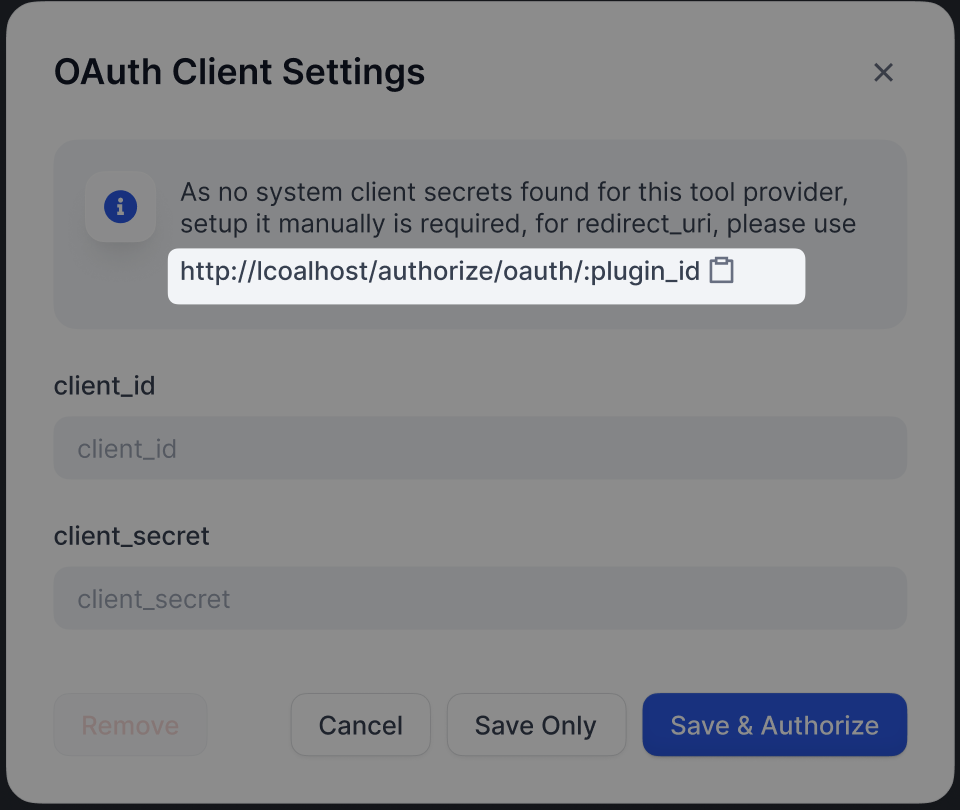 OAuth Client Settings
As no system client secrets found for this tool provider,
setup it manually is required, for redirect_uri, please use
http://lcoalhost/authorize/oauth/:plugin_id
client_id
client_id
client_secret
client_secret
Remove
Cancel
Save Only
Save & Authorize